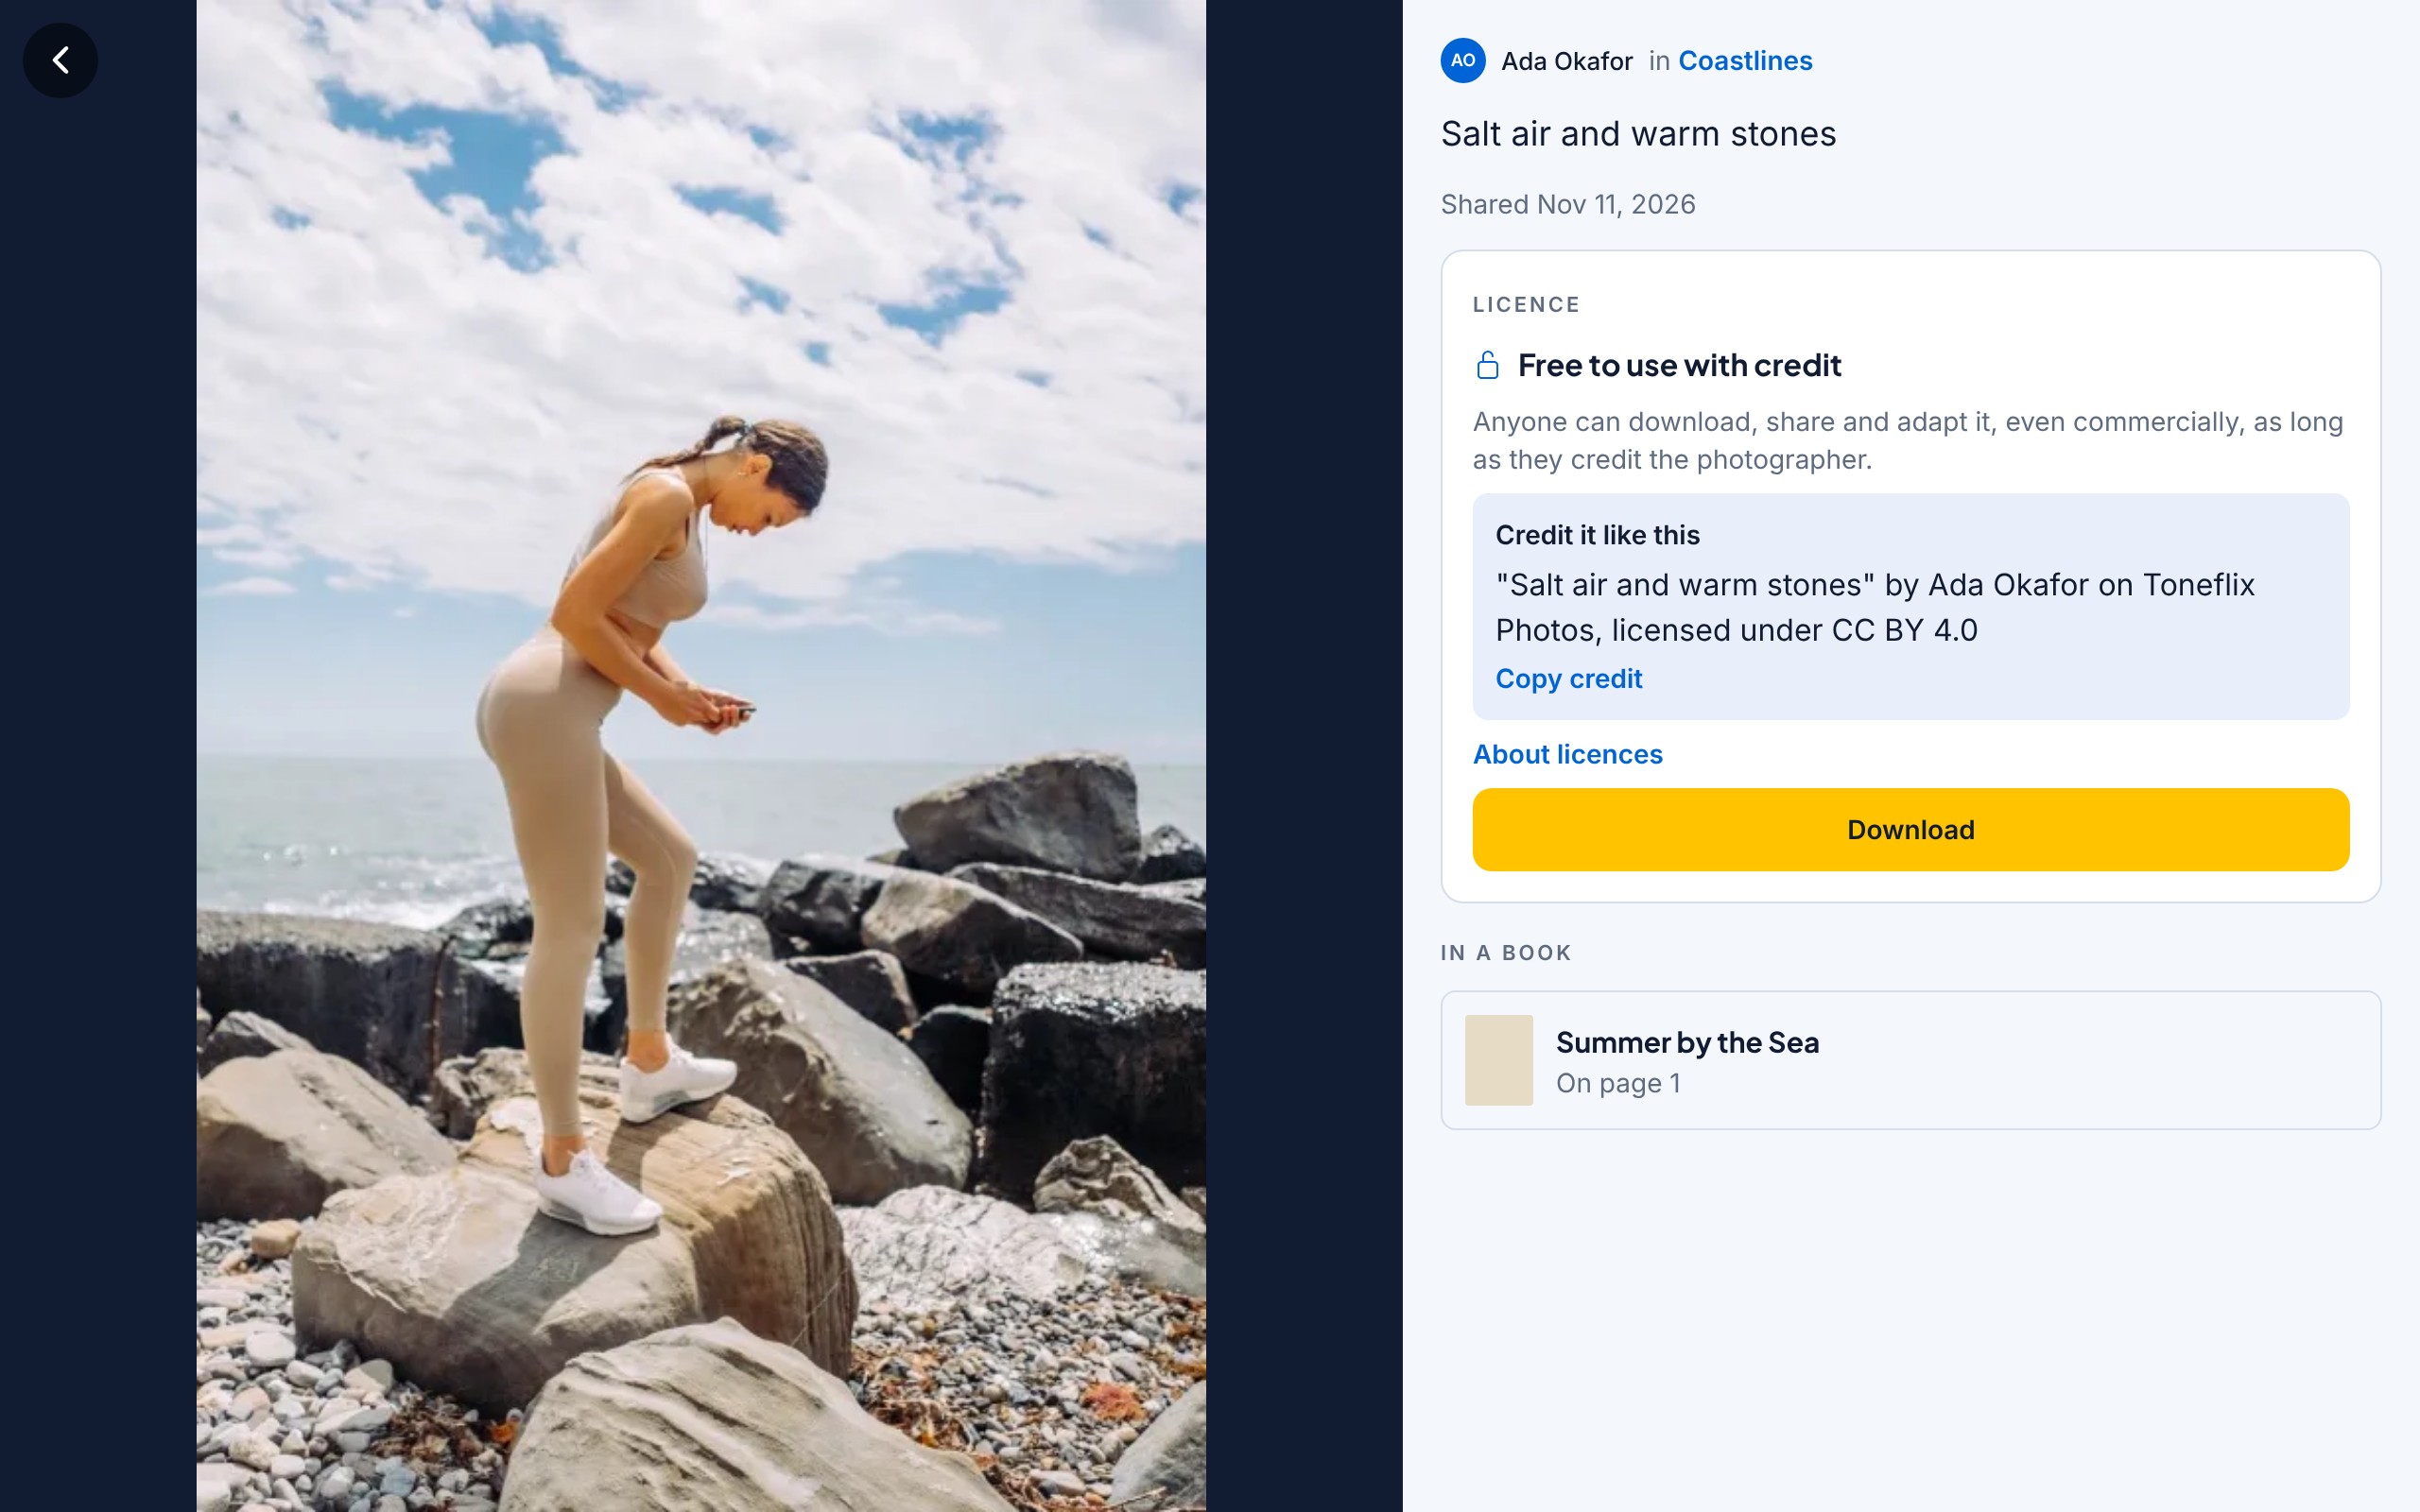 AO Ada Okafor in Coastlines
Salt air and warm stones
Shared Nov 11, 2026
LICENCE
Free to use with credit
Anyone can download, share and adapt it, even commercially, as long
as they credit the photographer.
Credit it like this
"Salt air and warm stones" by Ada Okafor on Toneflix
Photos, licensed under CC BY 4.0
Copy credit
About licences
Download
IN A BOOK
Summer by the Sea
On page 1